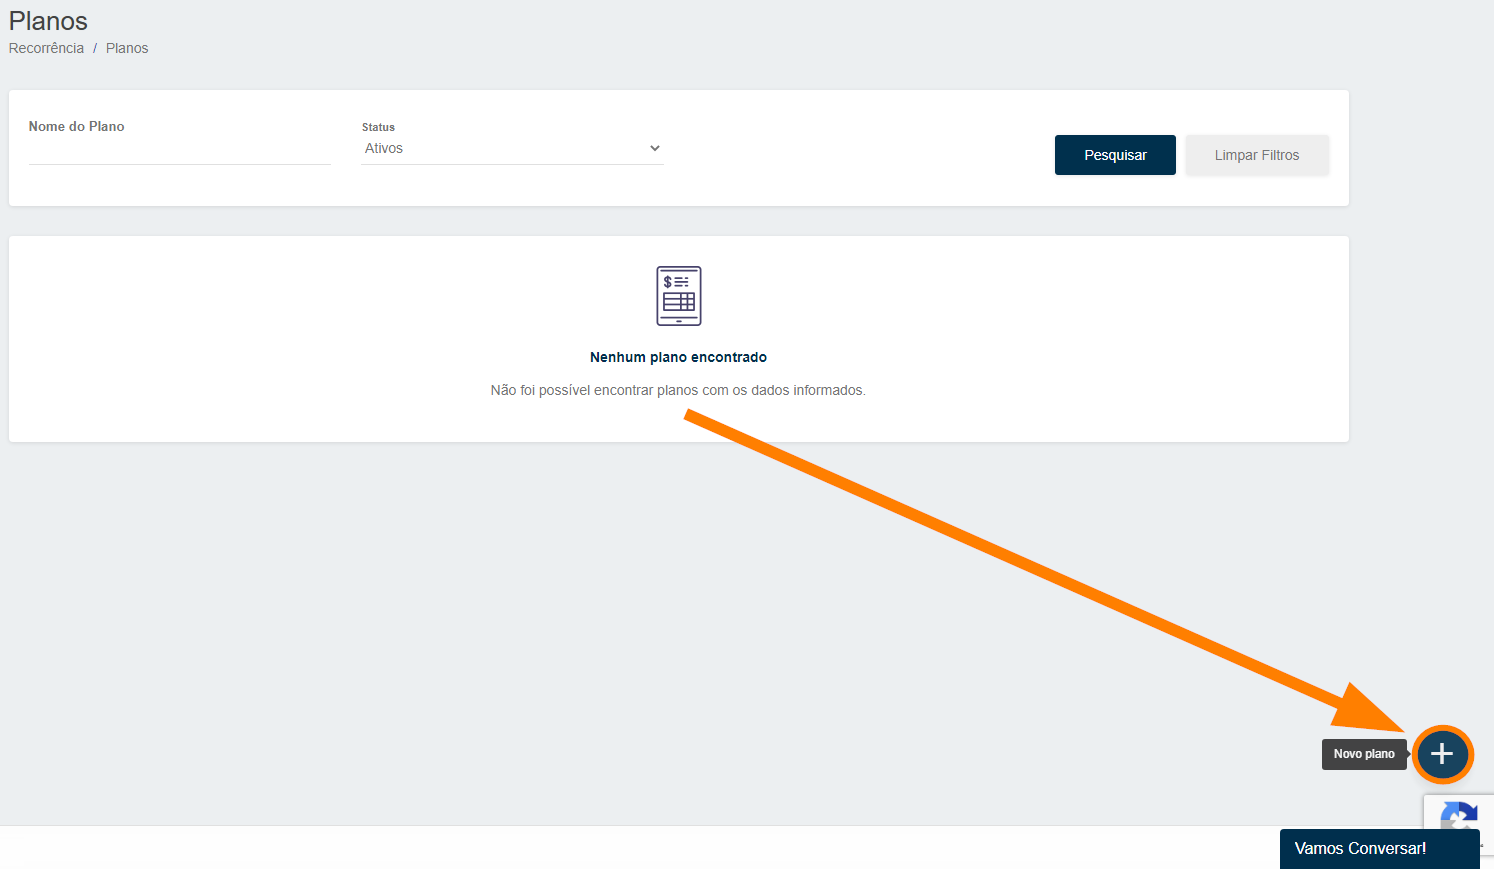 Planos
Recorrência / Planos
Nome do Plano
Status
Ativos
Pesquisar
Limpar Filtros
$
Nenhum plano encontrado
Não foi possível encontrar planos com os dados informados.
Novo plano
Vamos Conversar!